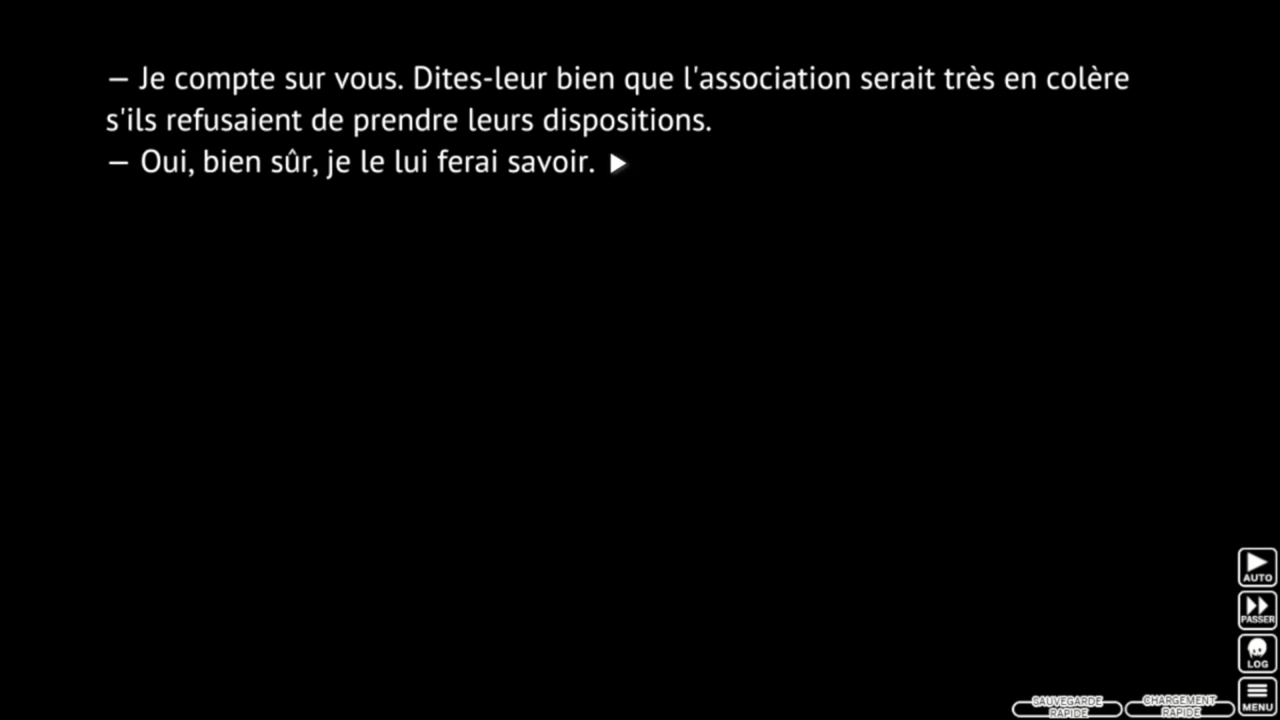 — Je compte sur vous. Dites-leur bien que l'association serait très en colère
s'ils refusaient de prendre leurs dispositions.
— Oui, bien sûr, je le lui ferai savoir.
AUTO
PASSER
LOG
MENU
SAUVEGARDE
RAPIDE
CHARGEMENT
RAPIDE